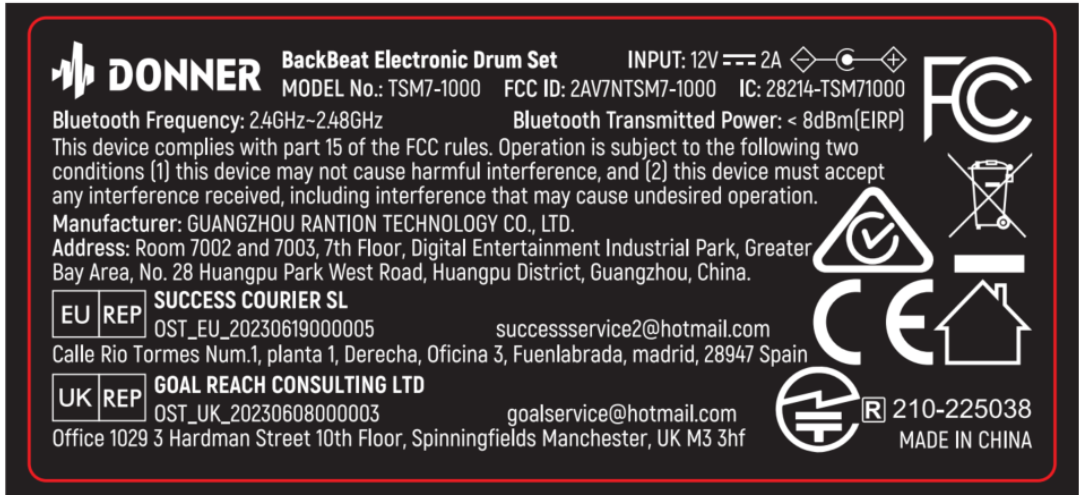 DONNER
BackBeat Electronic Drum Set INPUT: 12V 2A
MODEL No.: TSM7-1000 FCC ID: 2AV7NTSM7-1000 IC: 28214-TSM71000
FC
Bluetooth Frequency: 2.4GHz~2.48GHz Bluetooth Transmitted Power: < 8dBm(EIRP)
This device complies with part 15 of the FCC rules. Operation is subject to the following two
conditions (1) this device may not cause harmful interference, and (2) this device must accept
any interference received, including interference that may cause undesired operation.
Manufacturer: GUANGZHOU RANTION TECHNOLOGY CO., LTD.
Address: Room 7002 and 7003, 7th Floor, Digital Entertainment Industrial Park, Greater
Bay Area, No. 28 Huangpu Park West Road, Huangpu District, Guangzhou, China.
EU REP SUCCESS COURIER SL
OST_EU_20230619000005 successservice2@hotmail.com
Calle Rio Tormes Num.1, planta 1, Derecha, Oficina 3, Fuenlabrada, madrid, 28947 Spain
CE
UK REP GOAL REACH CONSULTING LTD
OST_UK_20230608000003 goalservice@hotmail.com
Office 1029 3 Hardman Street 10th Floor, Spinningfields Manchester, UK M3 3hf
R 210-225038
MADE IN CHINA